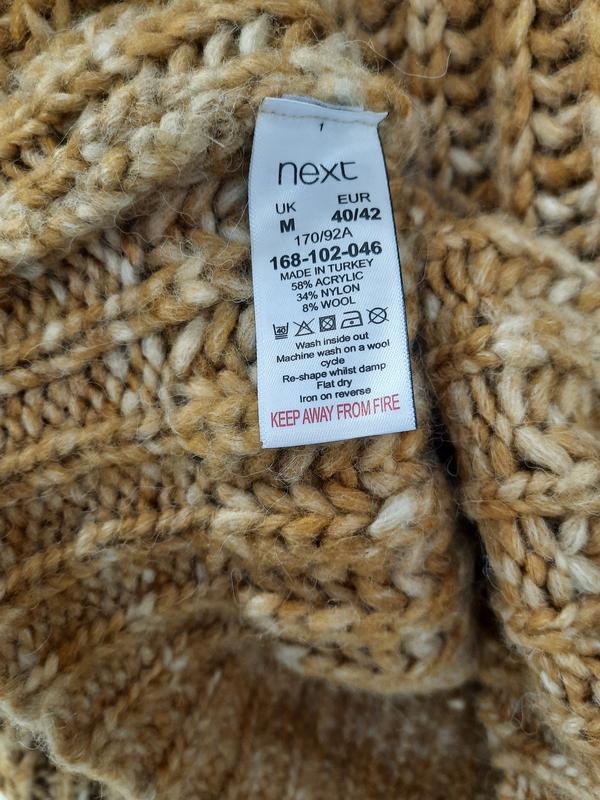 1
next
UK EUR
M 40/42
170/92A
168-102-046
MADE IN TURKEY
58% ACRYLIC
34% NYLON
8% WOOL
40
Wash inside out
Machine wash on a wool
cycle
Re-shape whilst damp
Flat dry
Iron on reverse
KEEP AWAY FROM FIRE